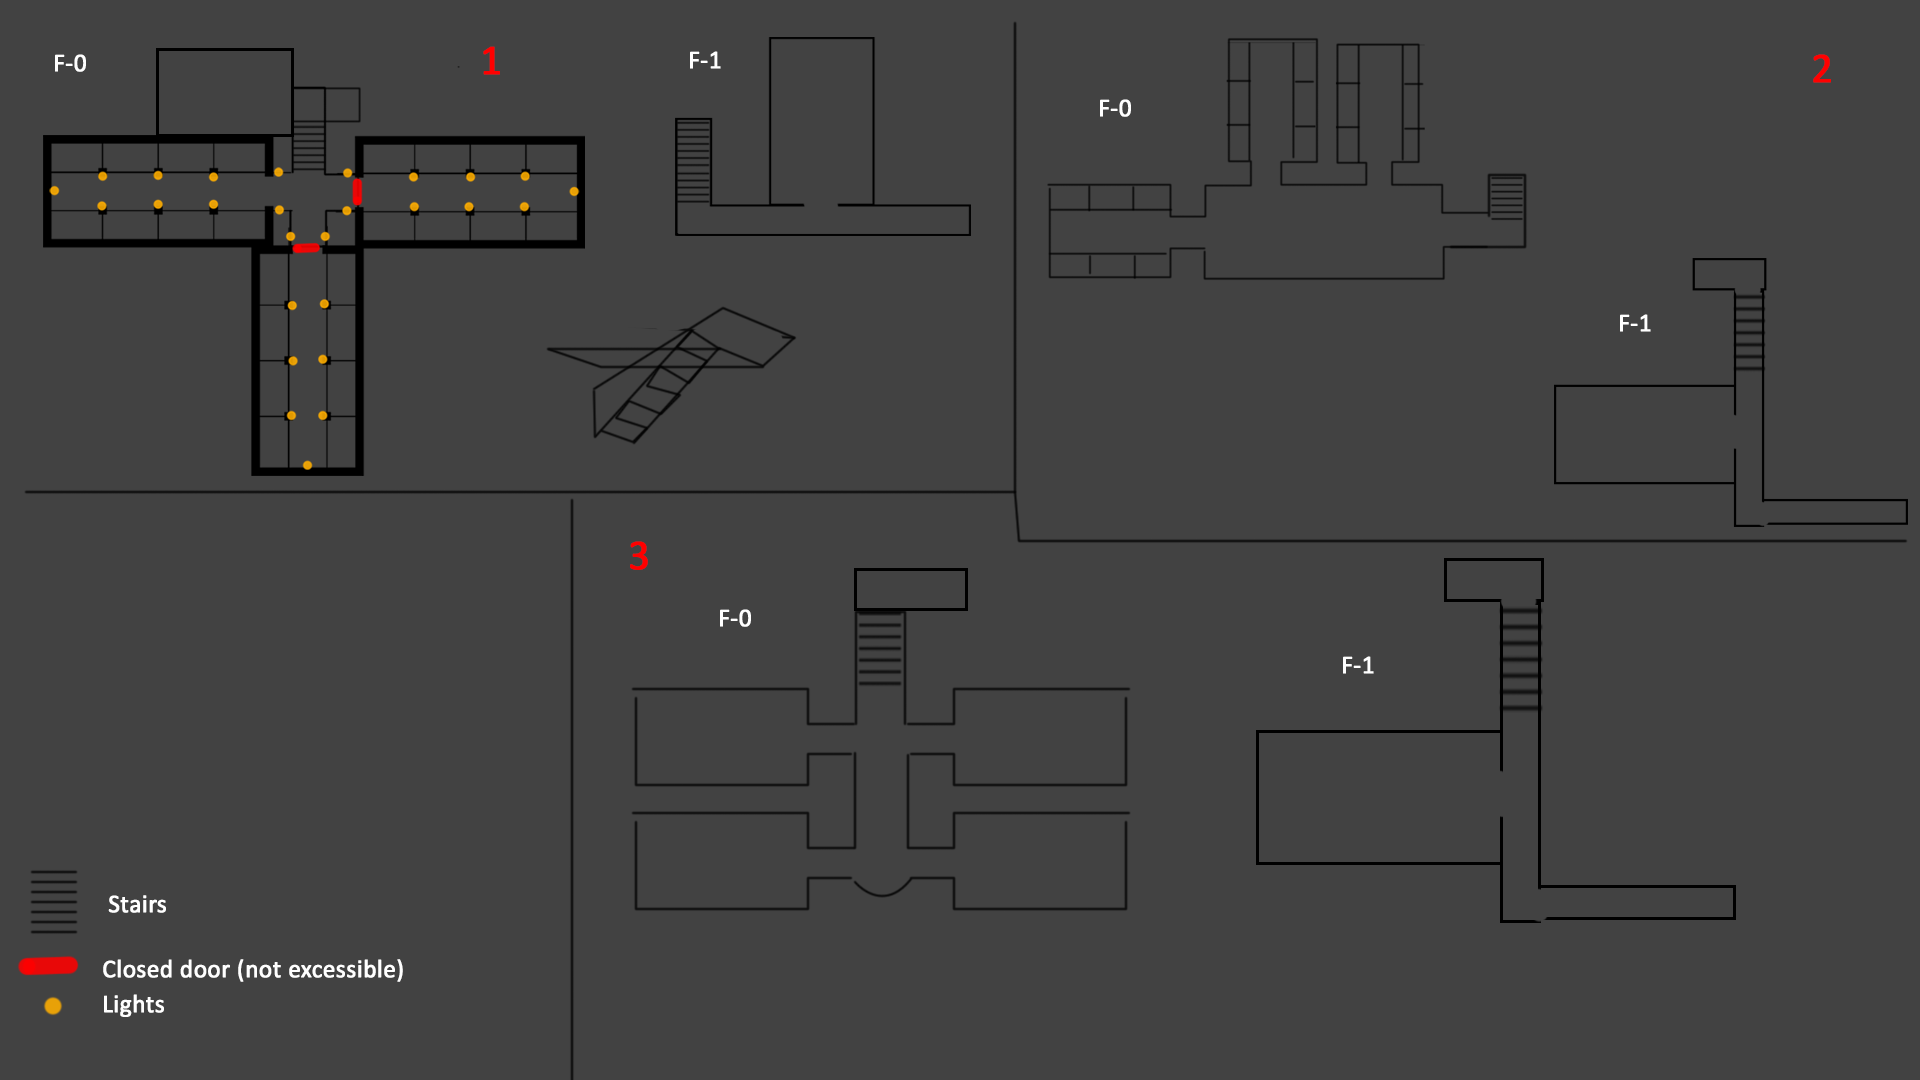 F-0
1
F-1
2
F-0
F-1
3
F-0
F-1
Stairs
Closed door (not excessible)
Lights